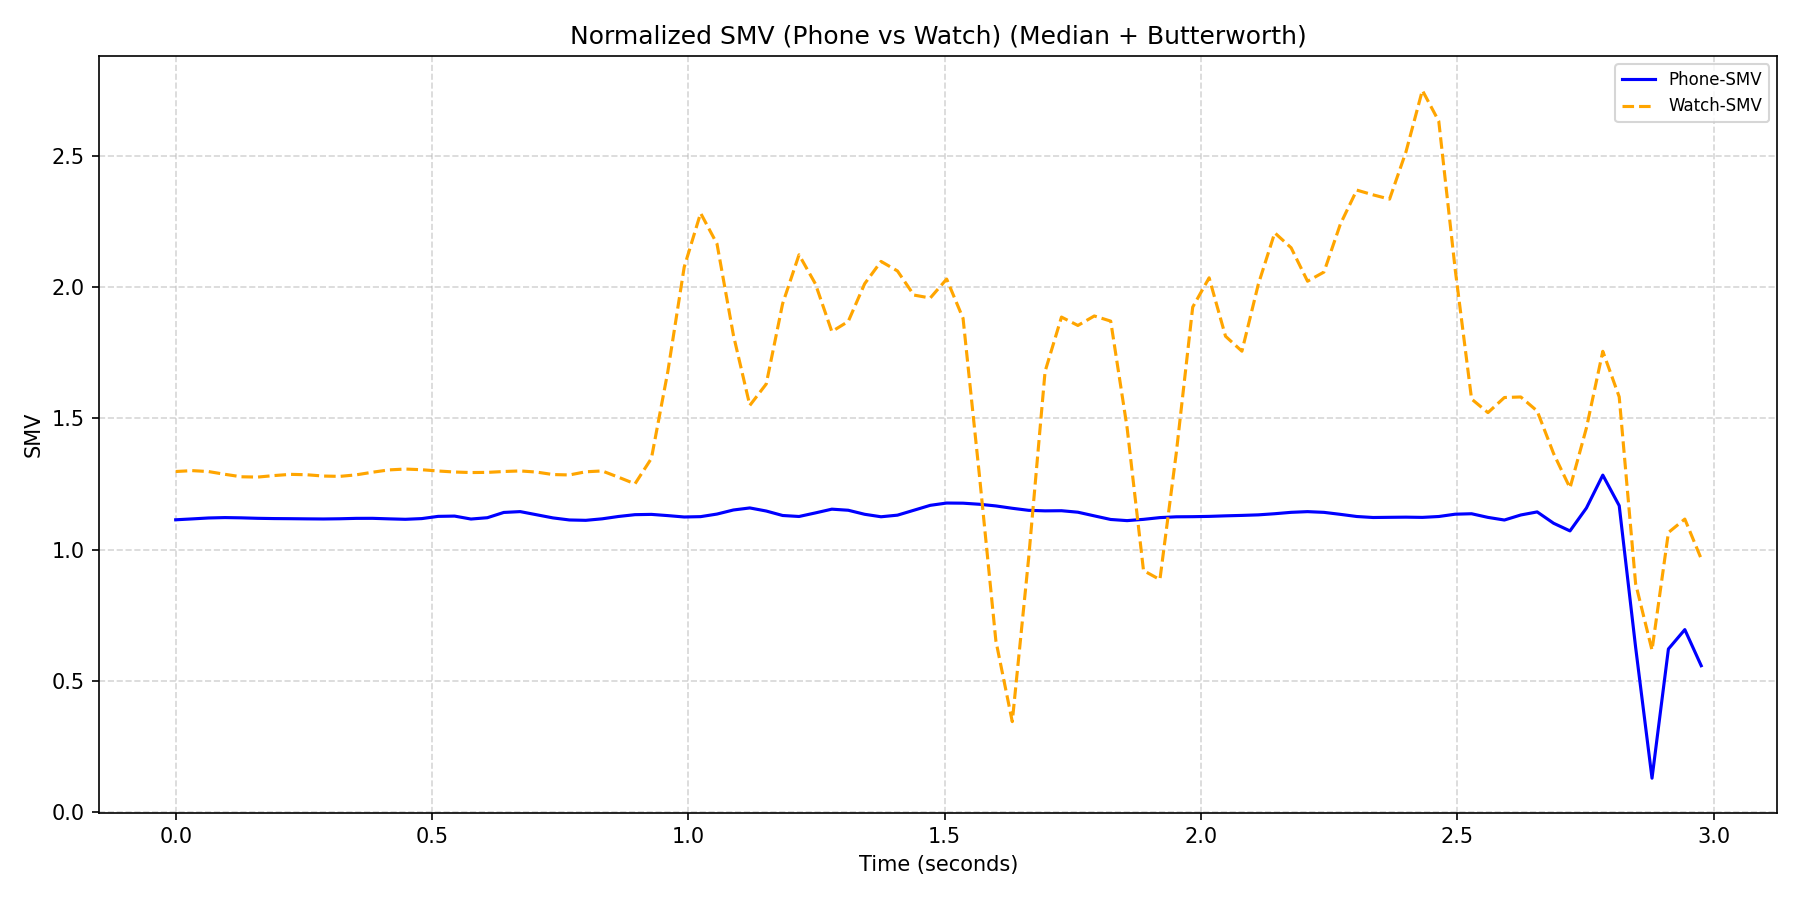 Normalized SMV (Phone vs Watch) (Median + Butterworth)
Phone-SMV
Watch-SMV
SMV
2.5
2.0
1.5
1.0
0.5
0.0
0.0 0.5 1.0 1.5 2.0 2.5 3.0
Time (seconds)